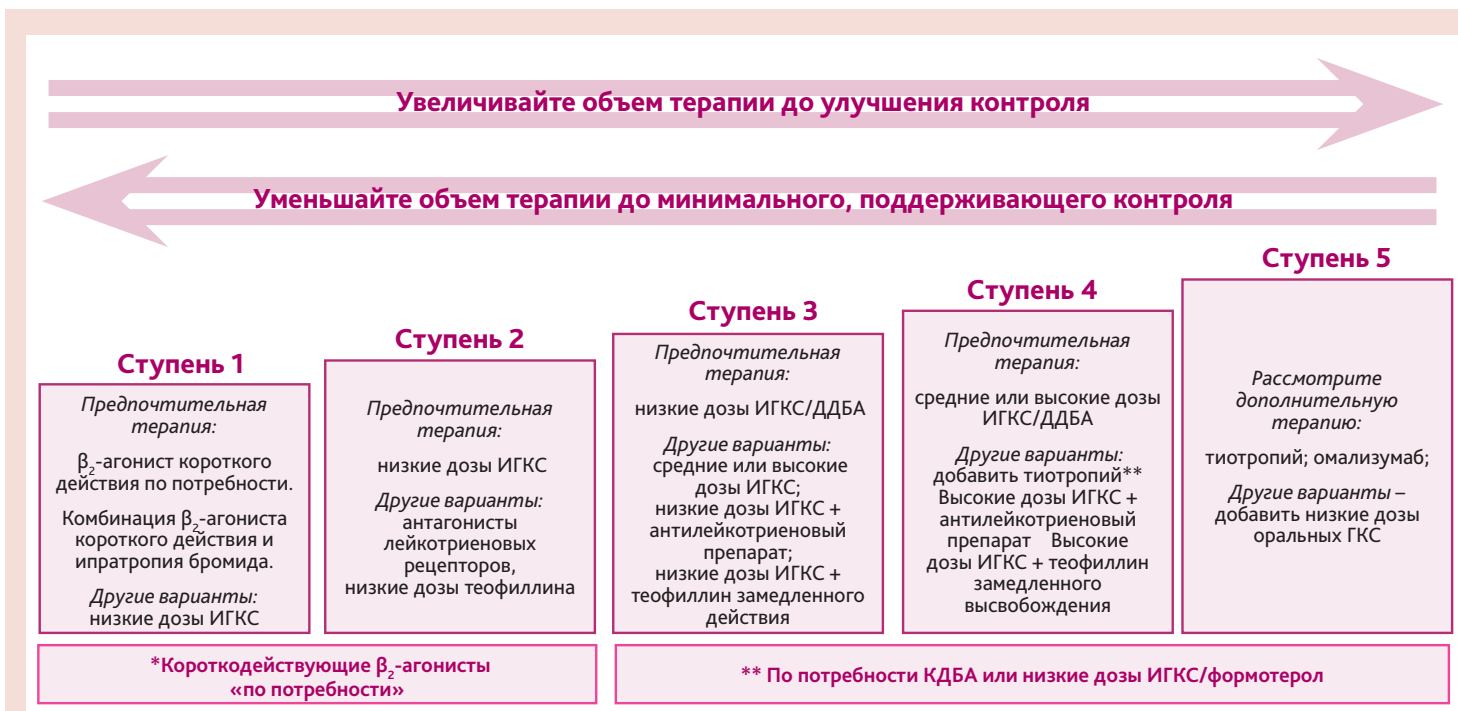 Увеличивайте объем терапии до улучшения контроля
Уменьшайте объем терапии до минимального, поддерживающего контроля
Ступень 1
Предпочтительная
терапия:
β₂-агонист короткого
действия по потребности.
Комбинация β₂-агониста
короткого действия и
ипратропия бромида.
Другие варианты:
низкие дозы ИГКС
Ступень 2
Предпочтительная
терапия:
низкие дозы ИГКС
Другие варианты:
антагонисты
лейкотриеновых
рецепторов,
низкие дозы теофиллина
Ступень 3
Предпочтительная
терапия:
низкие дозы ИГКС/ДДБА
Другие варианты:
средние или высокие
дозы ИГКС;
низкие дозы ИГКС +
антилейкотриеновый
препарат;
низкие дозы ИГКС +
теофиллин замедленного
действия
Ступень 4
Предпочтительная
терапия:
средние или высокие дозы
ИГКС/ДДБА
Другие варианты:
добавить тиотропий**
Высокие дозы ИГКС +
антилейкотриеновый
препарат Высокие
дозы ИГКС + теофиллин
замедленного
высвобождения
Ступень 5
Рассмотрите
дополнительную
терапию:
тиотропий; омализумаб;
Другие варианты –
добавить низкие дозы
оральных ГКС
*Короткодействующие β₂-агонисты
«по потребности»
** По потребности КДБА или низкие дозы ИГКС/формотерол